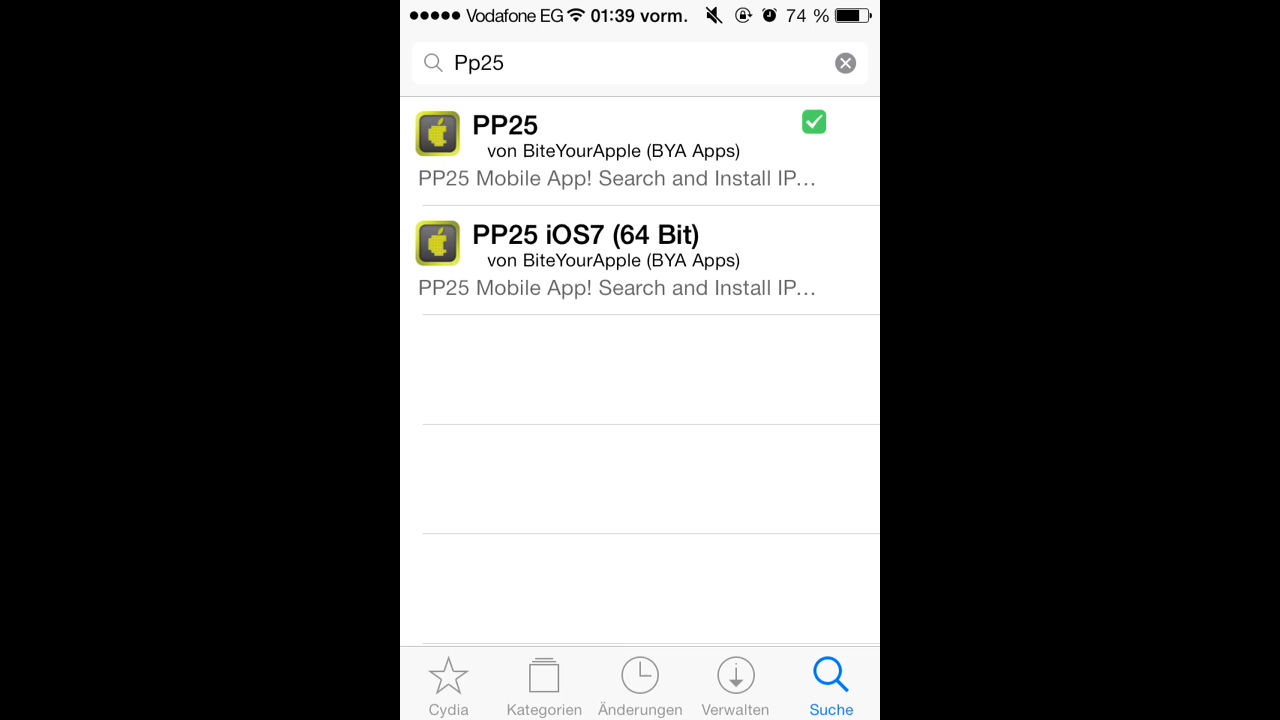 Vodafone EG 01:39 vorm. 74 %
Pp25
PP25
von BiteYourApple (BYA Apps)
PP25 Mobile App! Search and Install IP…
PP25 iOS7 (64 Bit)
von BiteYourApple (BYA Apps)
PP25 Mobile App! Search and Install IP…
Cydia Kategorien Änderungen Verwalten Suche